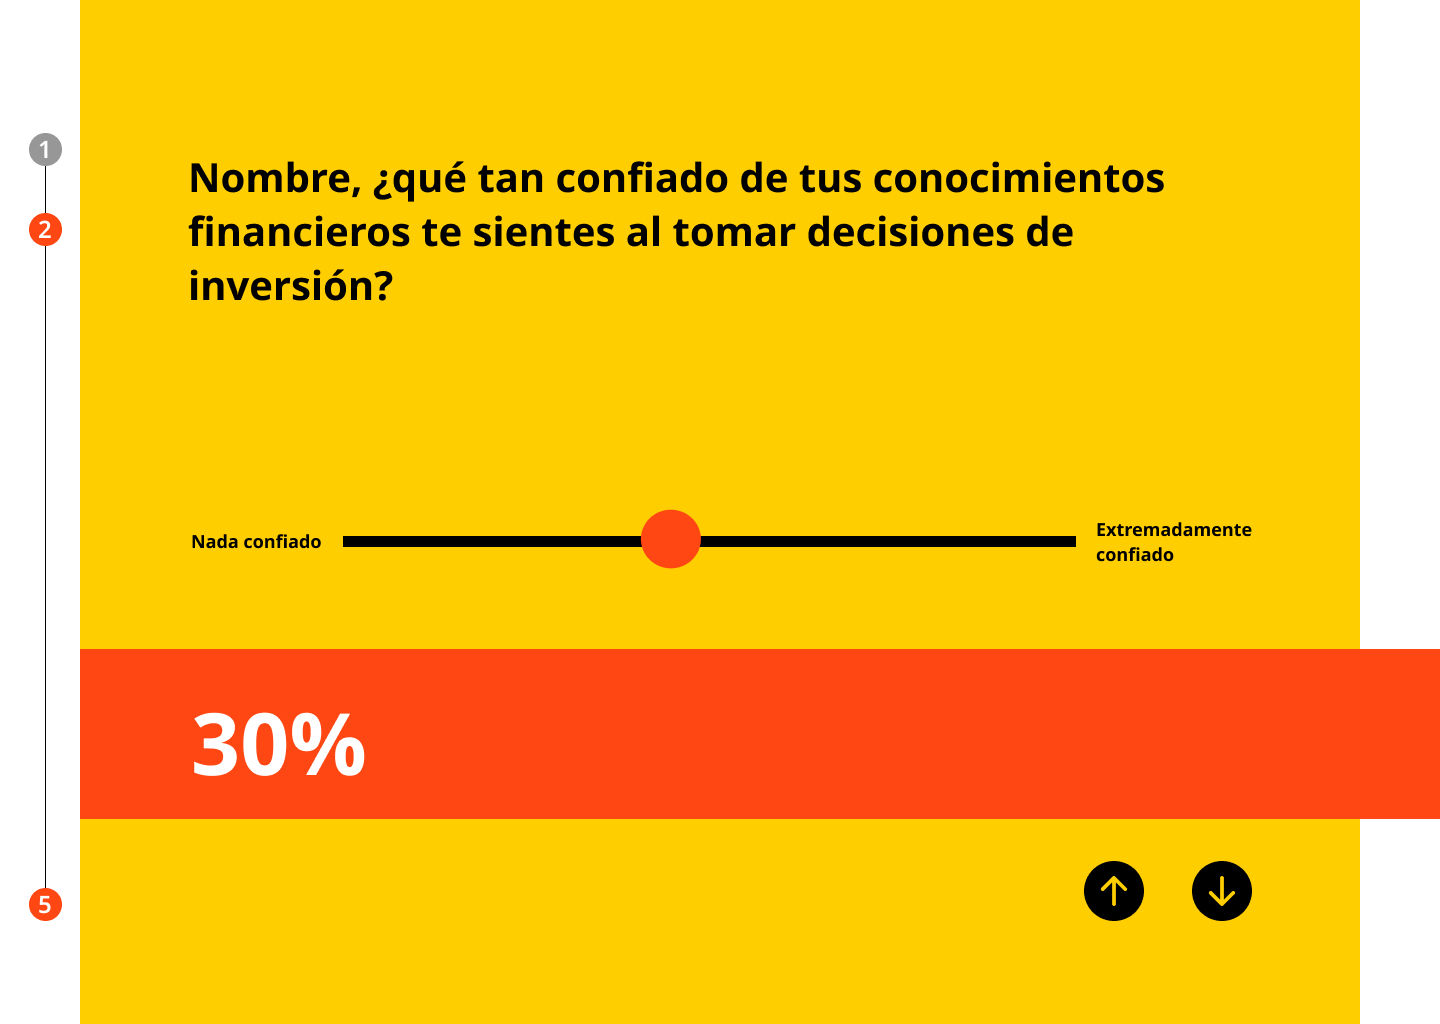 1
2
Nombre, ¿qué tan confiado de tus conocimientos
financieros te sientes al tomar decisiones de
inversión?
Nada confiado
Extremadamente
confiado
30%
5